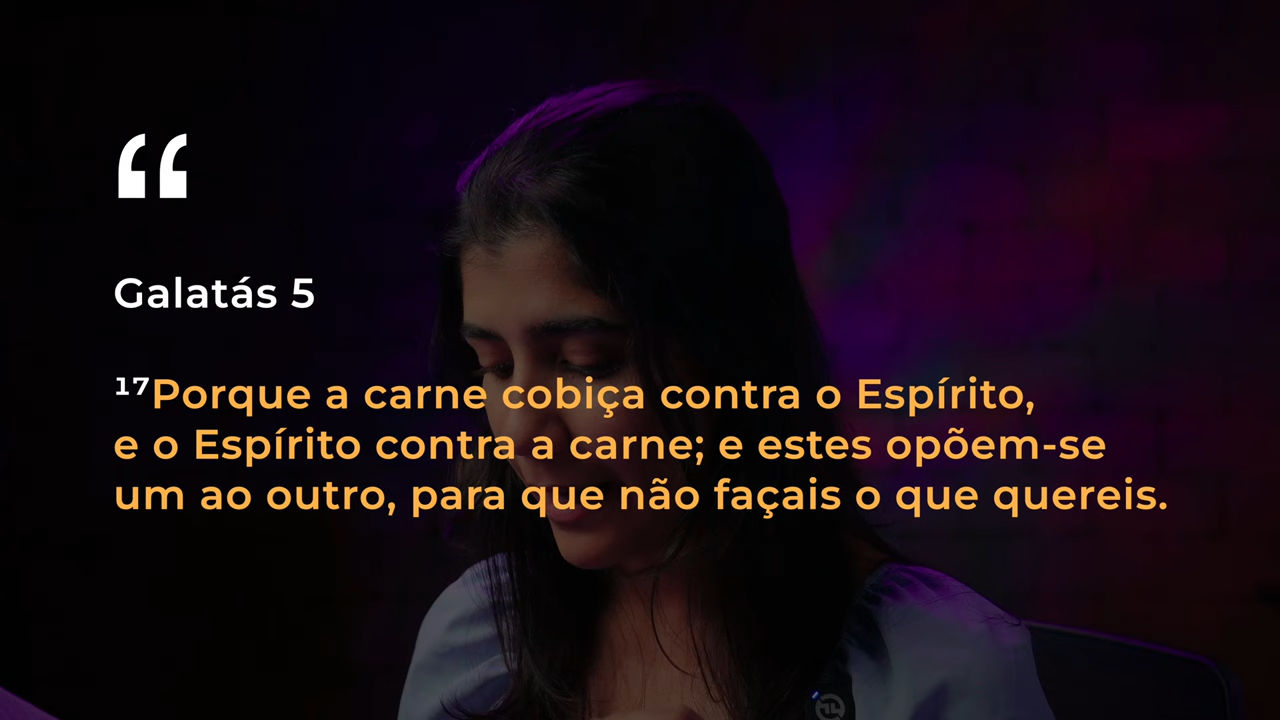 “
Galatás 5
¹⁷Porque a carne cobiça contra o Espírito,
e o Espírito contra a carne; e estes opõem-se
um ao outro, para que não façais o que quereis.